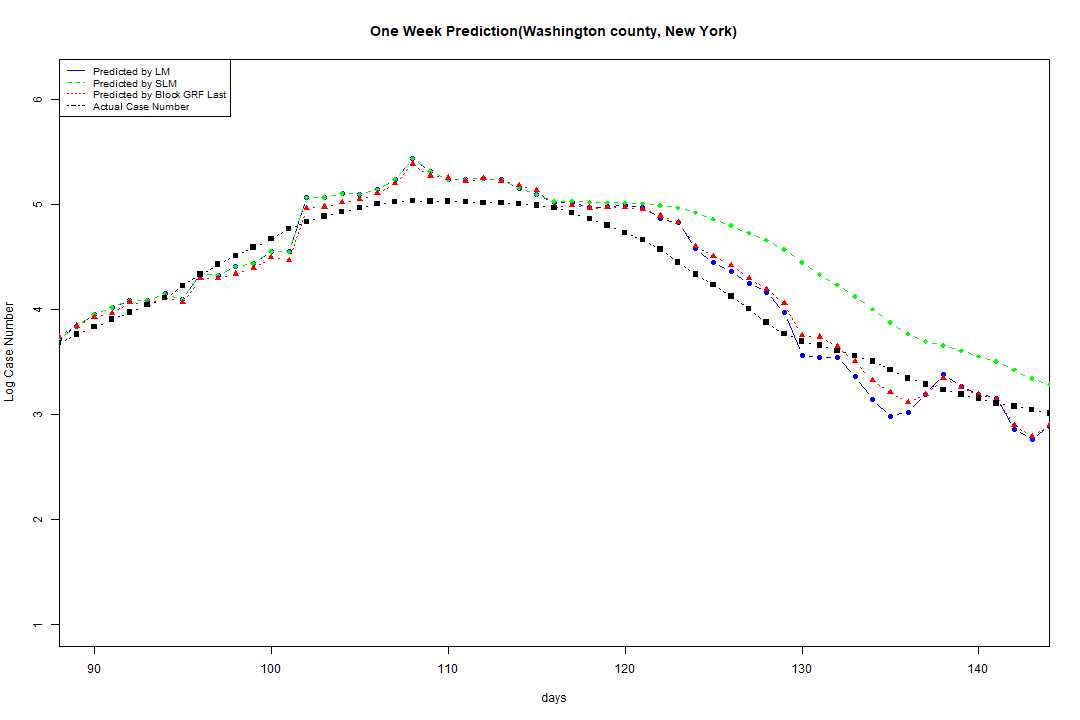 One Week Prediction(Washington county, New York)
Predicted by LM
Predicted by SLM
Predicted by Block GRF Last
Actual Case Number
6
5
4
3
2
1
Log Case Number
90 100 110 120 130 140
days